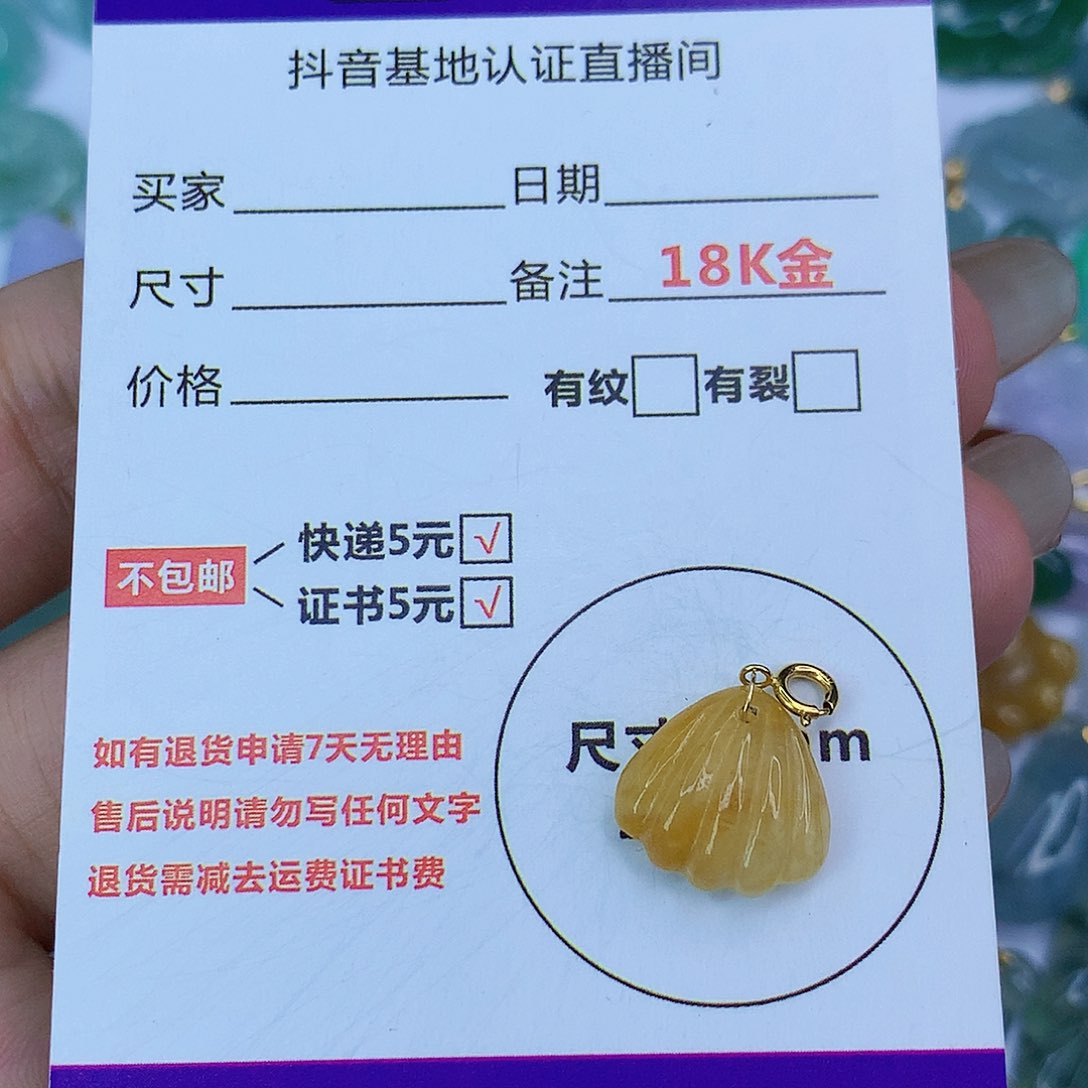 抖音基地认证直播间
买家 日期
尺寸 备注 18K金
价格 有纹 有裂
快递5元√
不包邮
证书5元√
尺 m
如有退货申请7天无理由
售后说明请勿写任何文字
退货需减去运费证书费